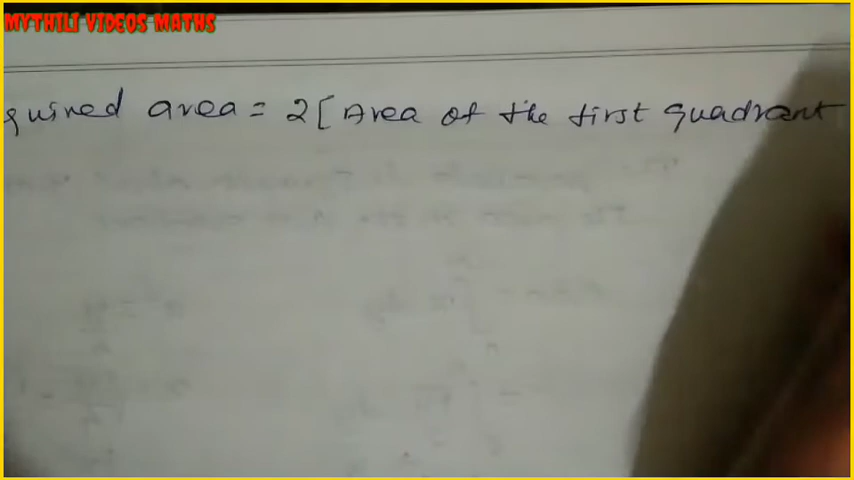 MYTHILI VIDEOS MATHS
quired area = 2 [ Area of the first quadrant